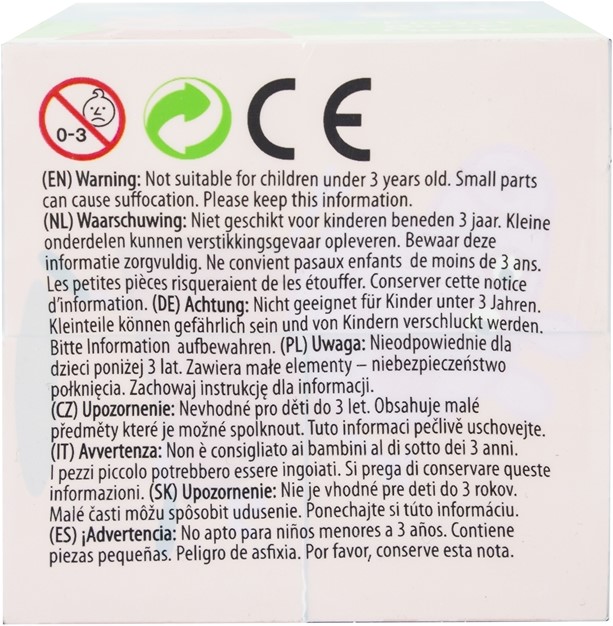 0-3
CE
(EN) Warning: Not suitable for children under 3 years old. Small parts
can cause suffocation. Please keep this information.
(NL) Waarschuwing: Niet geschikt voor kinderen beneden 3 jaar. Kleine
onderdelen kunnen verstikkingsgevaar opleveren. Bewaar deze
informatie zorgvuldig. Ne convient pasaux enfants de moins de 3 ans.
Les petites pièces risqueraient de les étouffer. Conserver cette notice
d'information. (DE) Achtung: Nicht geeignet für Kinder unter 3 Jahren.
Kleinteile können gefährlich sein und von Kindern verschluckt werden.
Bitte Information aufbewahren. (PL) Uwaga: Nieodpowiednie dla
dzieci poniżej 3 lat. Zawiera małe elementy – niebezpieczeństwo
połknięcia. Zachowaj instrukcję dla informacji.
(CZ) Upozornenie: Nevhodné pro děti do 3 let. Obsahuje malé
předměty které je možné spolknout. Tuto informaci pečlivě uschovejte.
(IT) Avvertenza: Non è consigliato ai bambini al di sotto dei 3 anni.
I pezzi piccolo potrebbero essere ingoiati. Si prega di conservare queste
informazioni. (SK) Upozornenie: Nie je vhodné pre deti do 3 rokov.
Malé časti môžu spôsobit udusenie. Ponechajte si túto informáciu.
(ES) ¡Advertencia: No apto para niños menores a 3 años. Contiene
piezas pequeñas. Peligro de asfixia. Por favor, conserve esta nota.